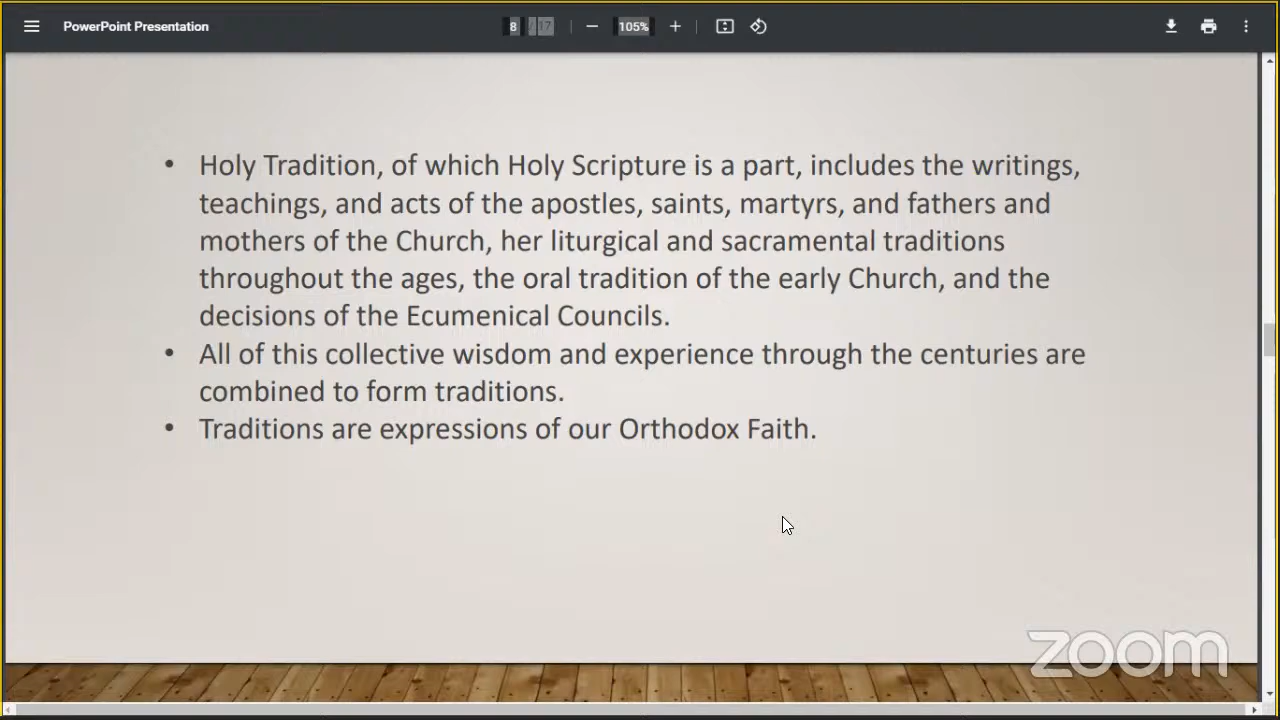 PowerPoint Presentation 8 / 17 105%
• Holy Tradition, of which Holy Scripture is a part, includes the writings,
teachings, and acts of the apostles, saints, martyrs, and fathers and
mothers of the Church, her liturgical and sacramental traditions
throughout the ages, the oral tradition of the early Church, and the
decisions of the Ecumenical Councils.
• All of this collective wisdom and experience through the centuries are
combined to form traditions.
• Traditions are expressions of our Orthodox Faith.
zoom